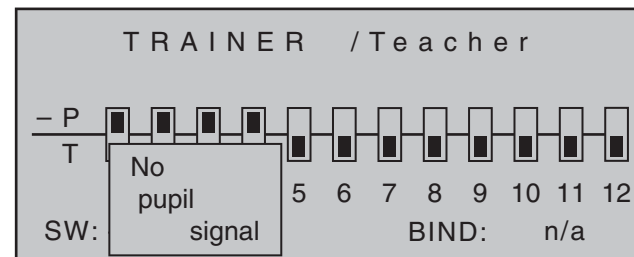 TRAINER /Teacher
– P
T
No
pupil
signal
5 6 7 8 9 10 11 12
SW:
BIND: n/a